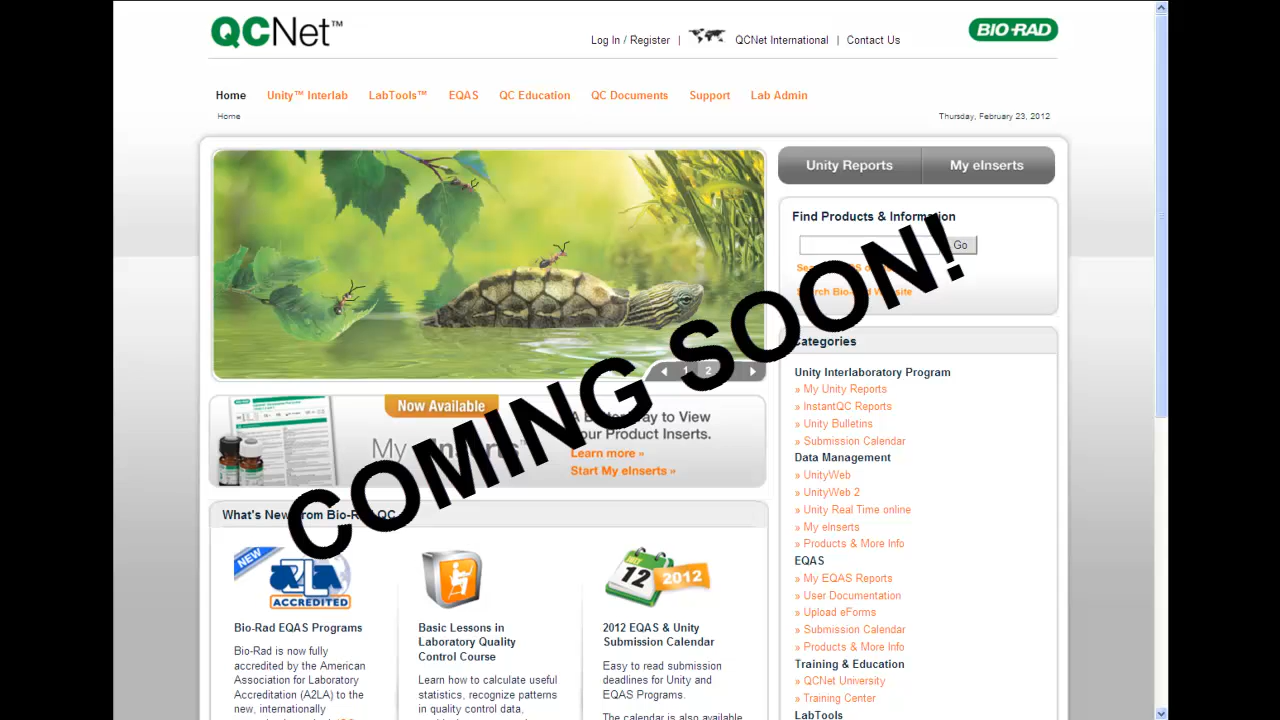 QCNet™
Log In / Register | QCNet International | Contact Us
BIO-RAD
Home Unity™ Interlab LabTools™ EQAS QC Education QC Documents Support Lab Admin
Home
Thursday, February 23, 2012
Unity Reports My eInserts
Find Products & Information
Go
COMING SOON!
1 2
Categories
Unity Interlaboratory Program
» My Unity Reports
» InstantQC Reports
» Unity Bulletins
» Submission Calendar
Data Management
» UnityWeb
» UnityWeb 2
» Unity Real Time online
» My eInserts
» Products & More Info
EQAS
» My EQAS Reports
» User Documentation
» Upload eForms
» Submission Calendar
» Products & More Info
Training & Education
» QCNet University
» Training Center
LabTools
Now Available
My eInserts™
A Better Way to View
Your Product Inserts.
Learn more »
Start My eInserts »
What's New from Bio-Rad QC
NEW
A2LA
ACCREDITED
Bio-Rad EQAS Programs
Bio-Rad is now fully
accredited by the American
Association for Laboratory
Accreditation (A2LA) to the
new, internationally
Basic Lessons in
Laboratory Quality
Control Course
Learn how to calculate useful
statistics, recognize patterns
in quality control data,
12
2012
2012 EQAS & Unity
Submission Calendar
Easy to read submission
deadlines for Unity and
EQAS Programs.
The calendar is also available